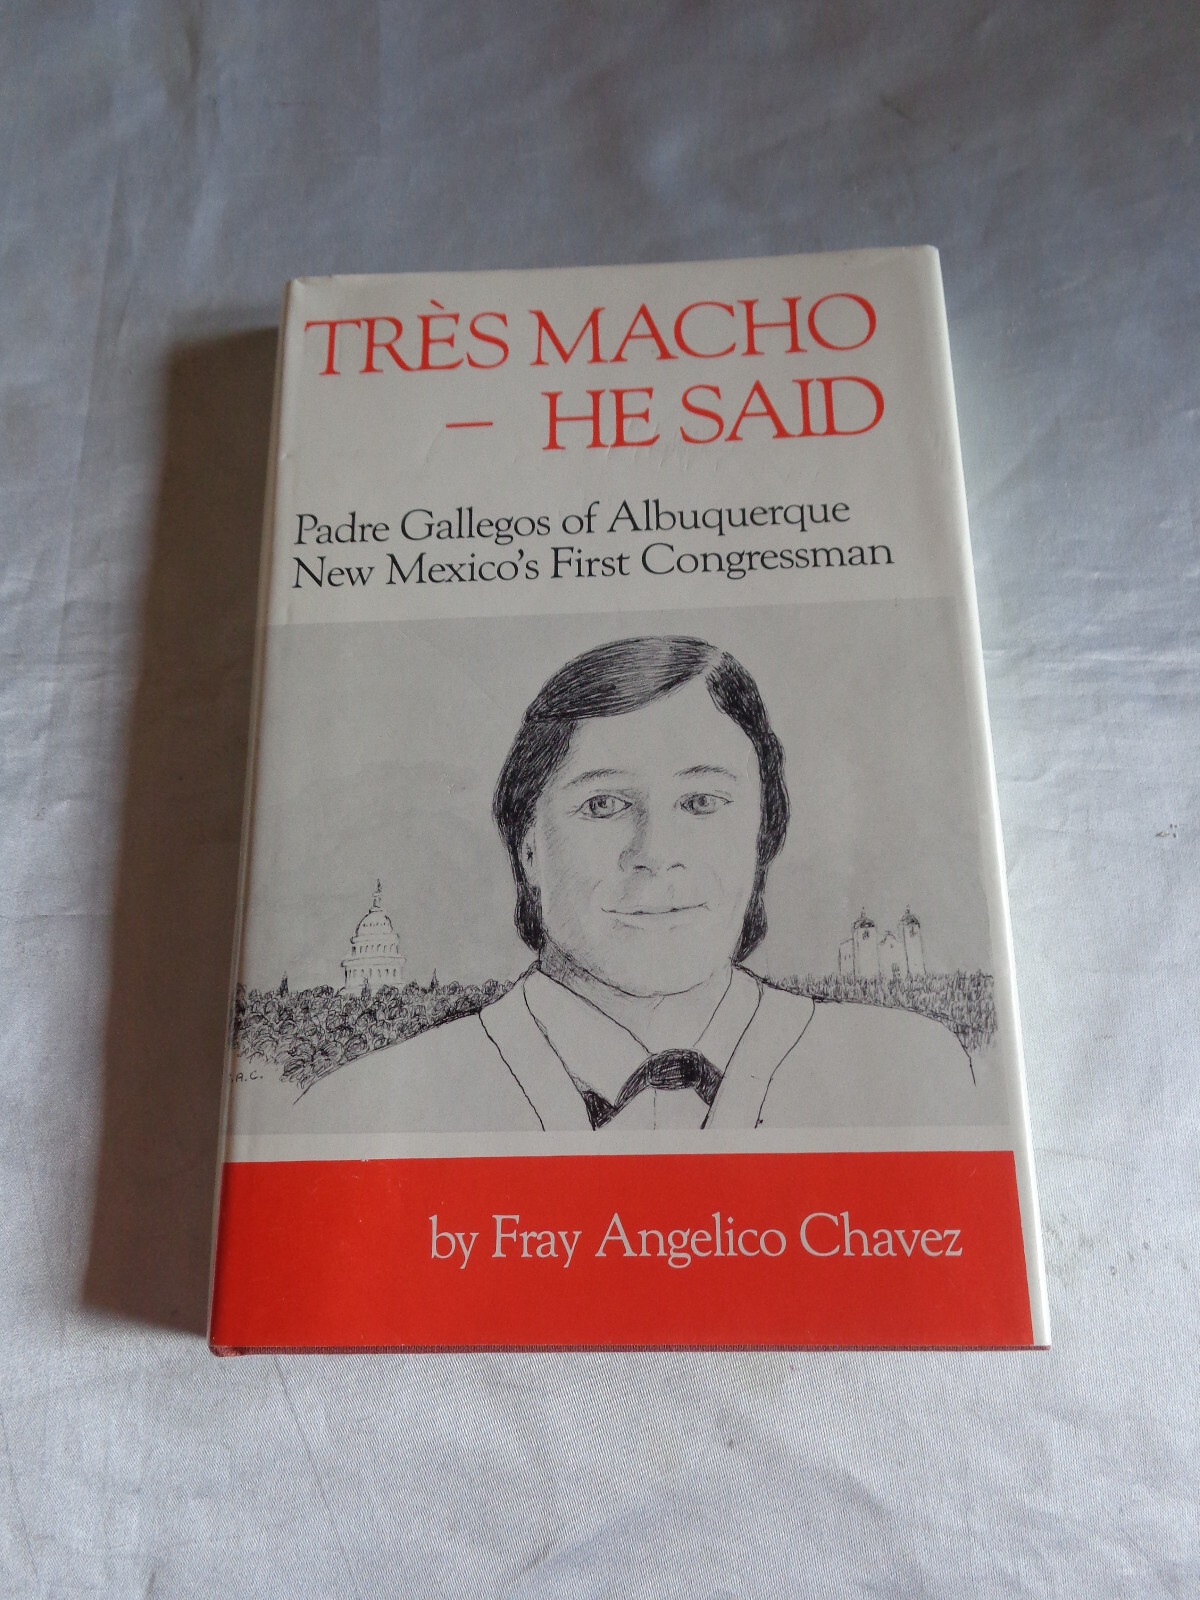 TRÈS MACHO
– HE SAID
Padre Gallegos of Albuquerque
New Mexico's First Congressman
A.C.
by Fray Angelico Chavez